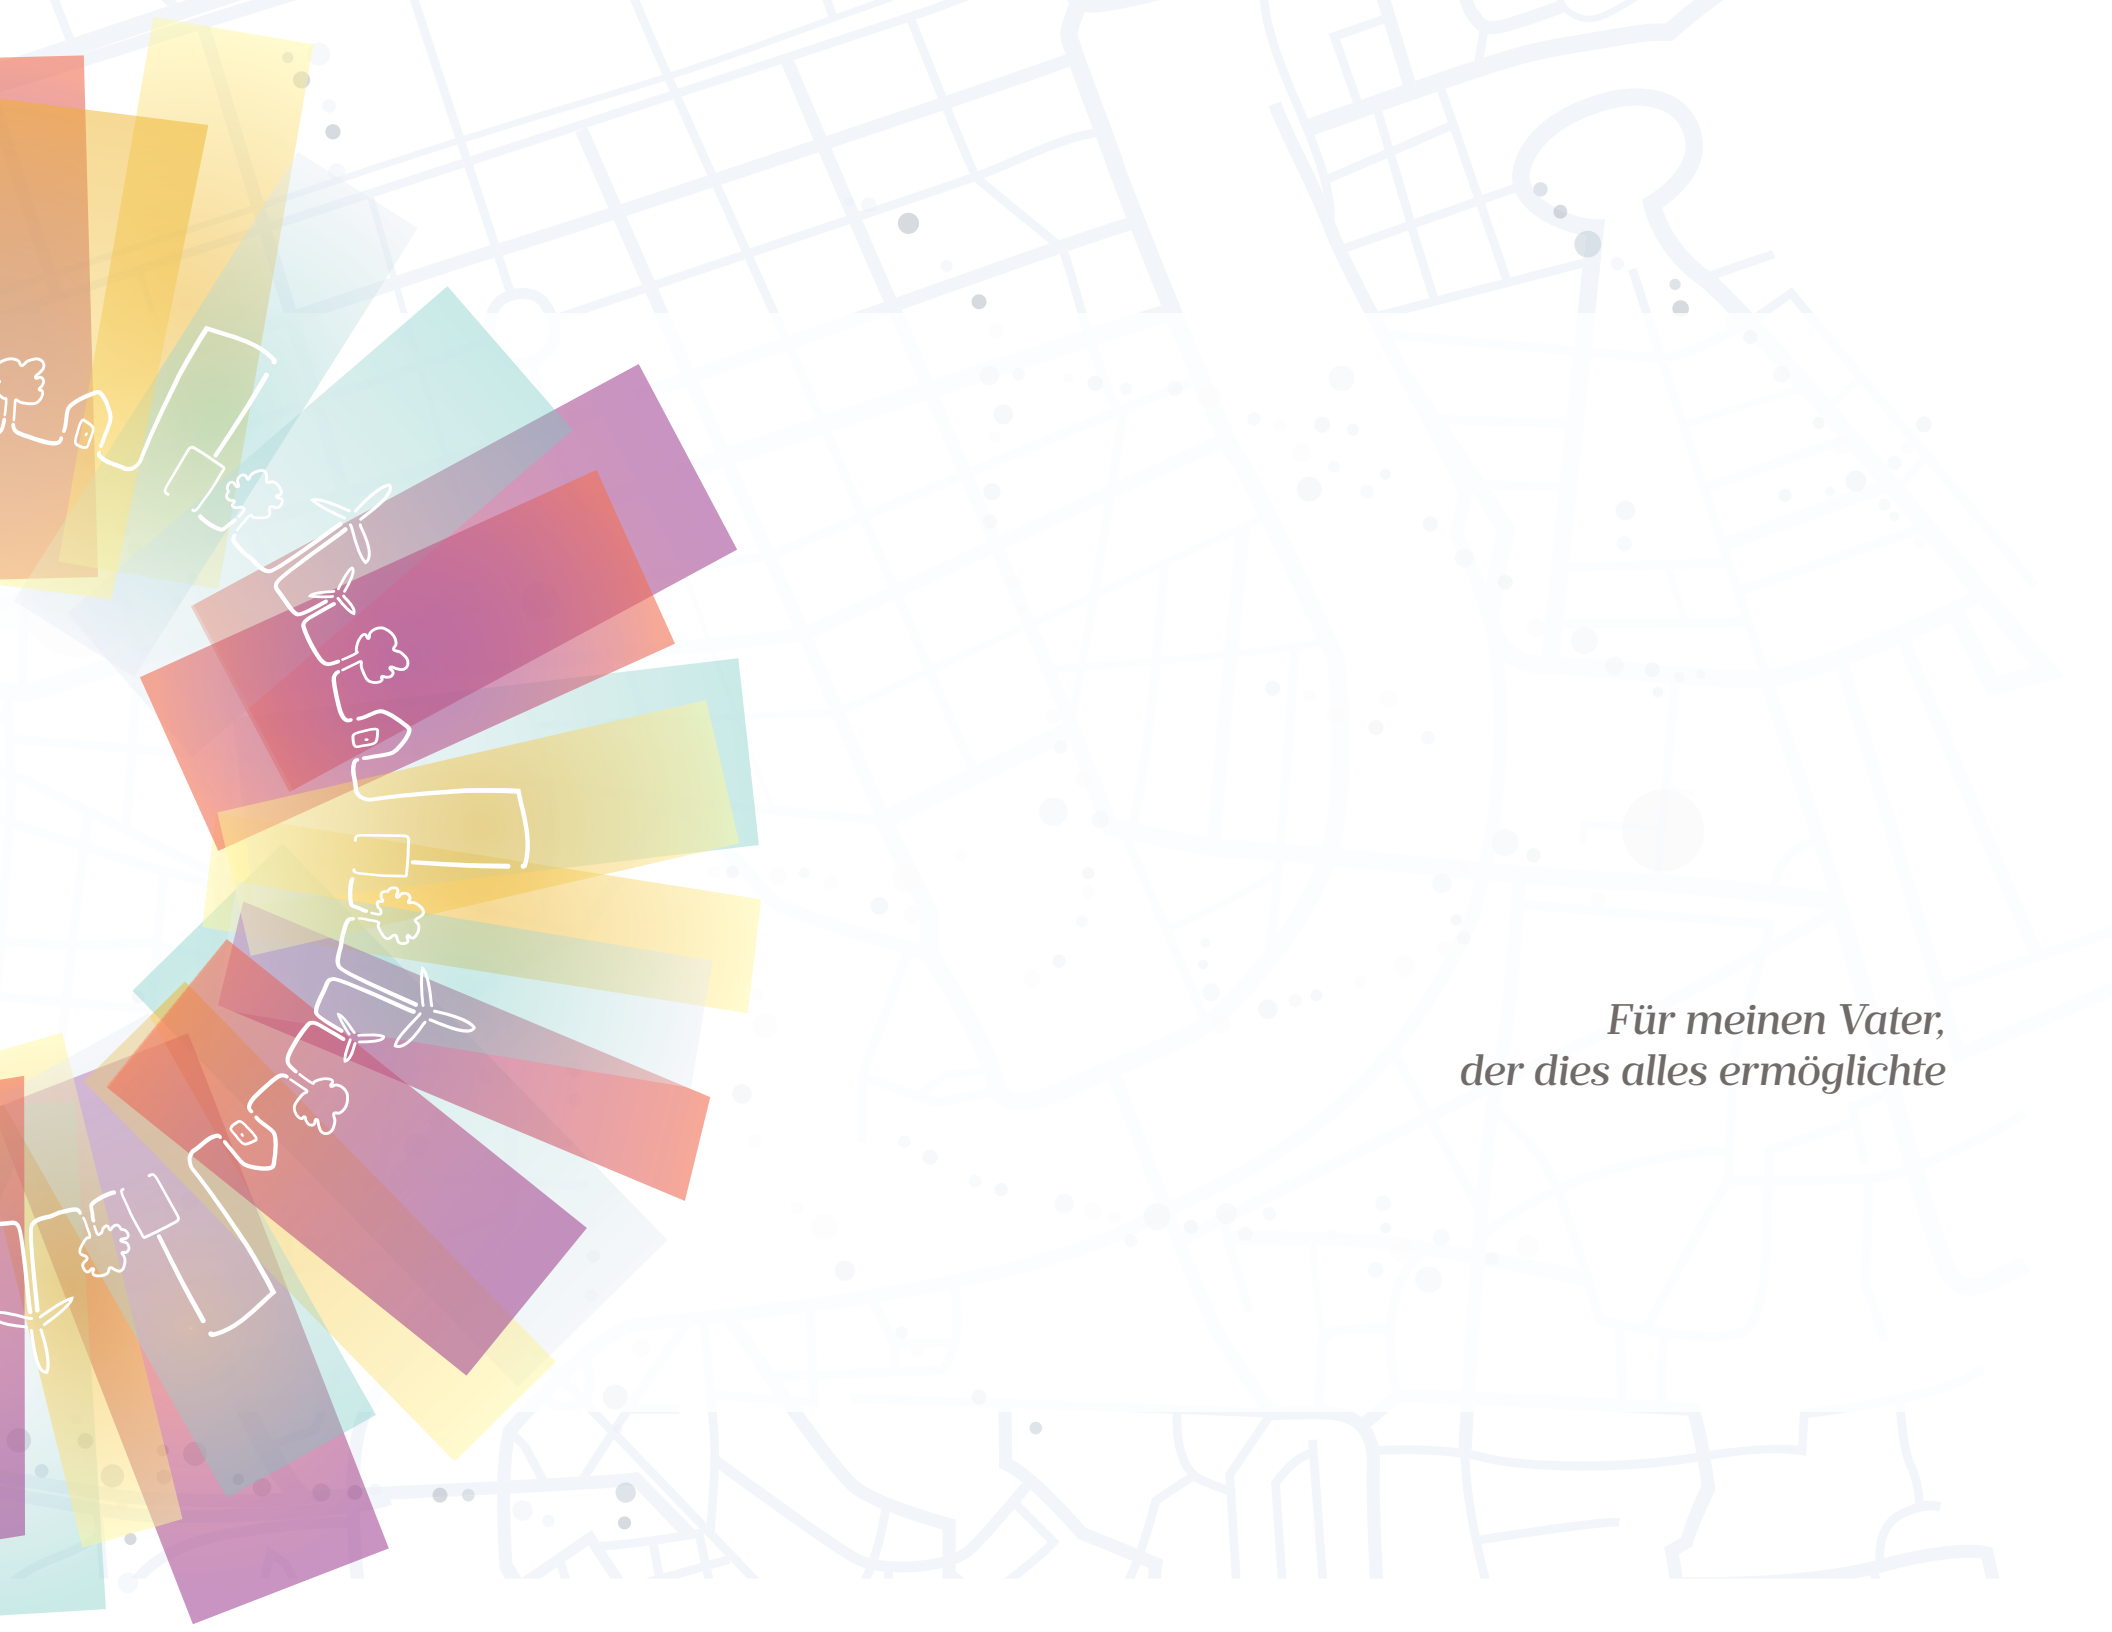 Für meinen Vater,
der dies alles ermöglichte